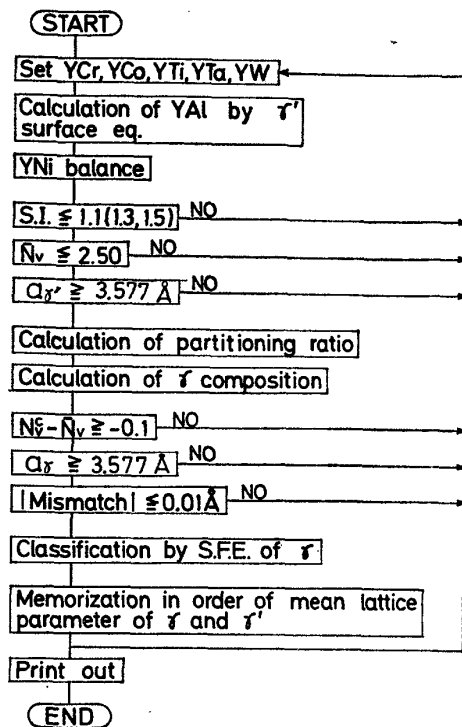 START
Set YCr,YCo,YTi,YTa,YW
Calculation of YAl by γ'
surface eq.
YNi balance
S.I. ≦ 1.1(1.3, 1.5) NO
N̄v ≦ 2.50 NO
aγ' ≧ 3.577 Å NO
Calculation of partitioning ratio
Calculation of γ composition
Nᶜv-N̄v ≧ -0.1 NO
aγ ≧ 3.577 Å NO
|Mismatch| ≦ 0.01Å NO
Classification by S.F.E. of γ
Memorization in order of mean lattice
parameter of γ and γ'
Print out
END